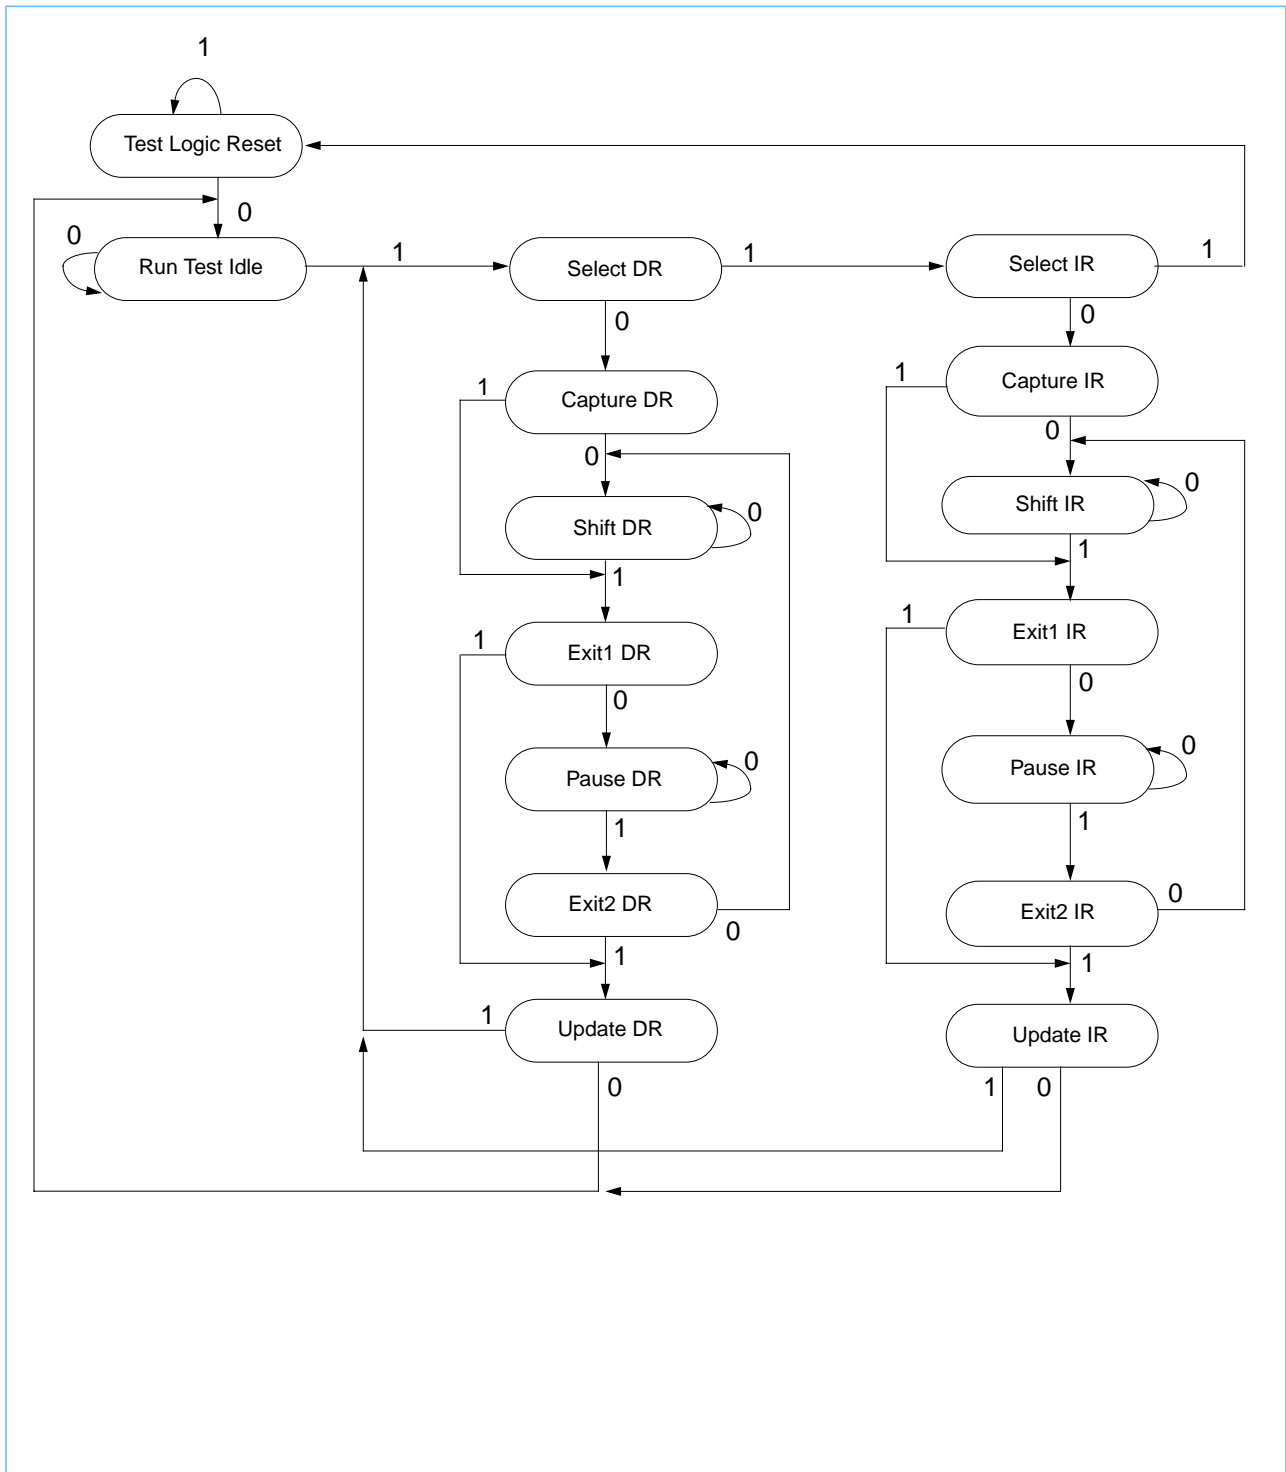 1
Test Logic Reset
0
0
Run Test Idle
1
Select DR
1
Select IR
1
0
0
1
Capture DR
1
Capture IR
0
0
Shift DR
0
Shift IR
0
1
1
1
Exit1 DR
1
Exit1 IR
0
0
Pause DR
0
Pause IR
0
1
1
Exit2 DR
0
Exit2 IR
0
1
1
1
Update DR
Update IR
0
1
0